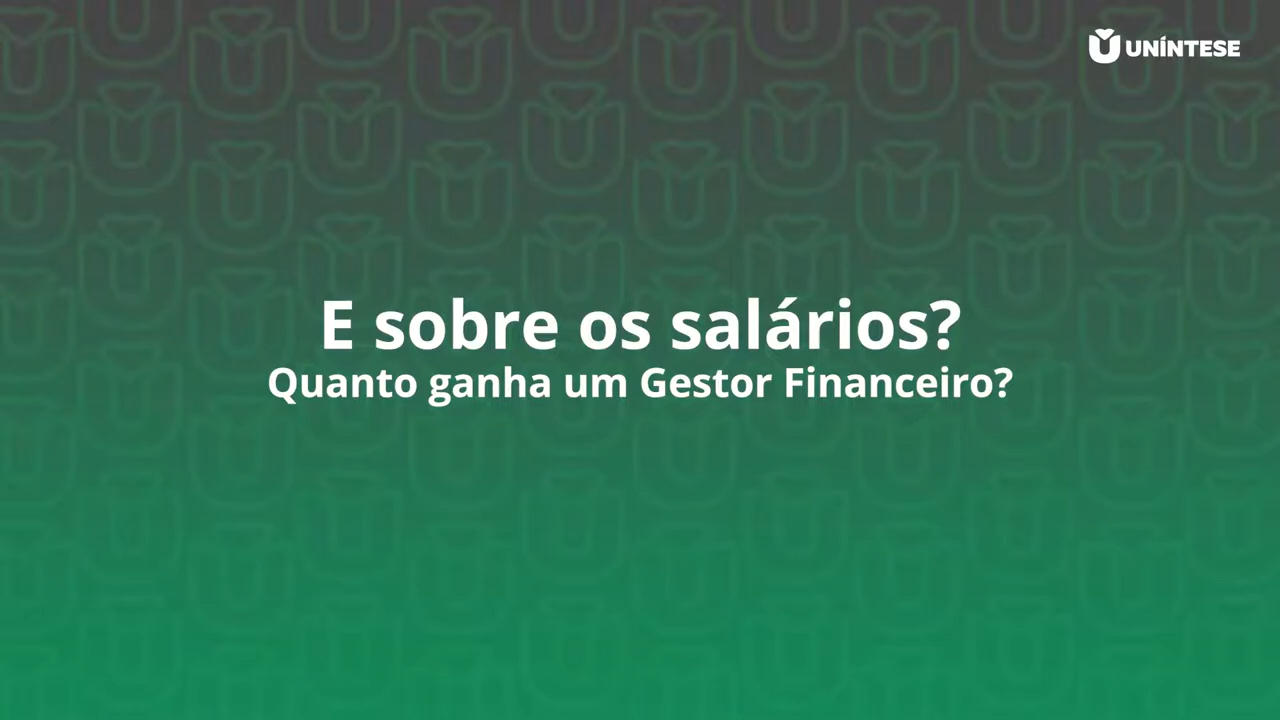 UNÍNTESE
E sobre os salários?
Quanto ganha um Gestor Financeiro?